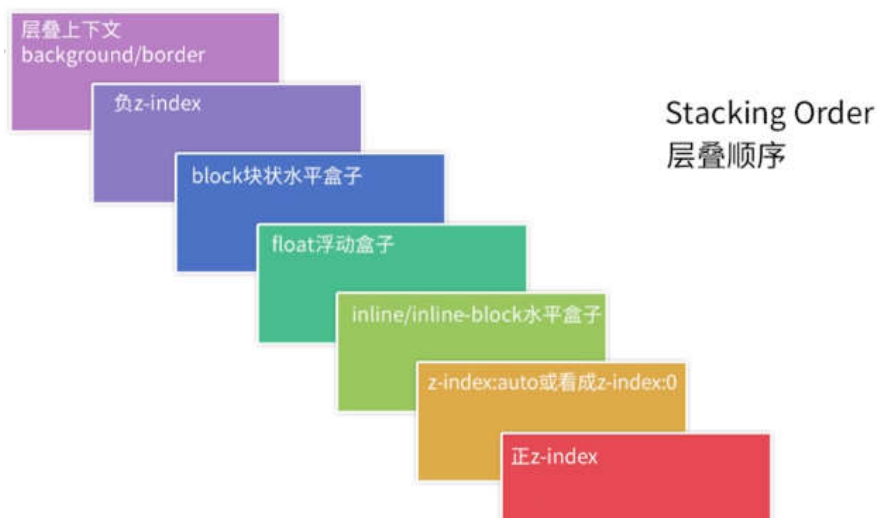 层叠上下文
background/border
负z-index
Stacking Order
层叠顺序
block块状水平盒子
float浮动盒子
inline/inline-block水平盒子
z-index:auto或看成z-index:0
正z-index